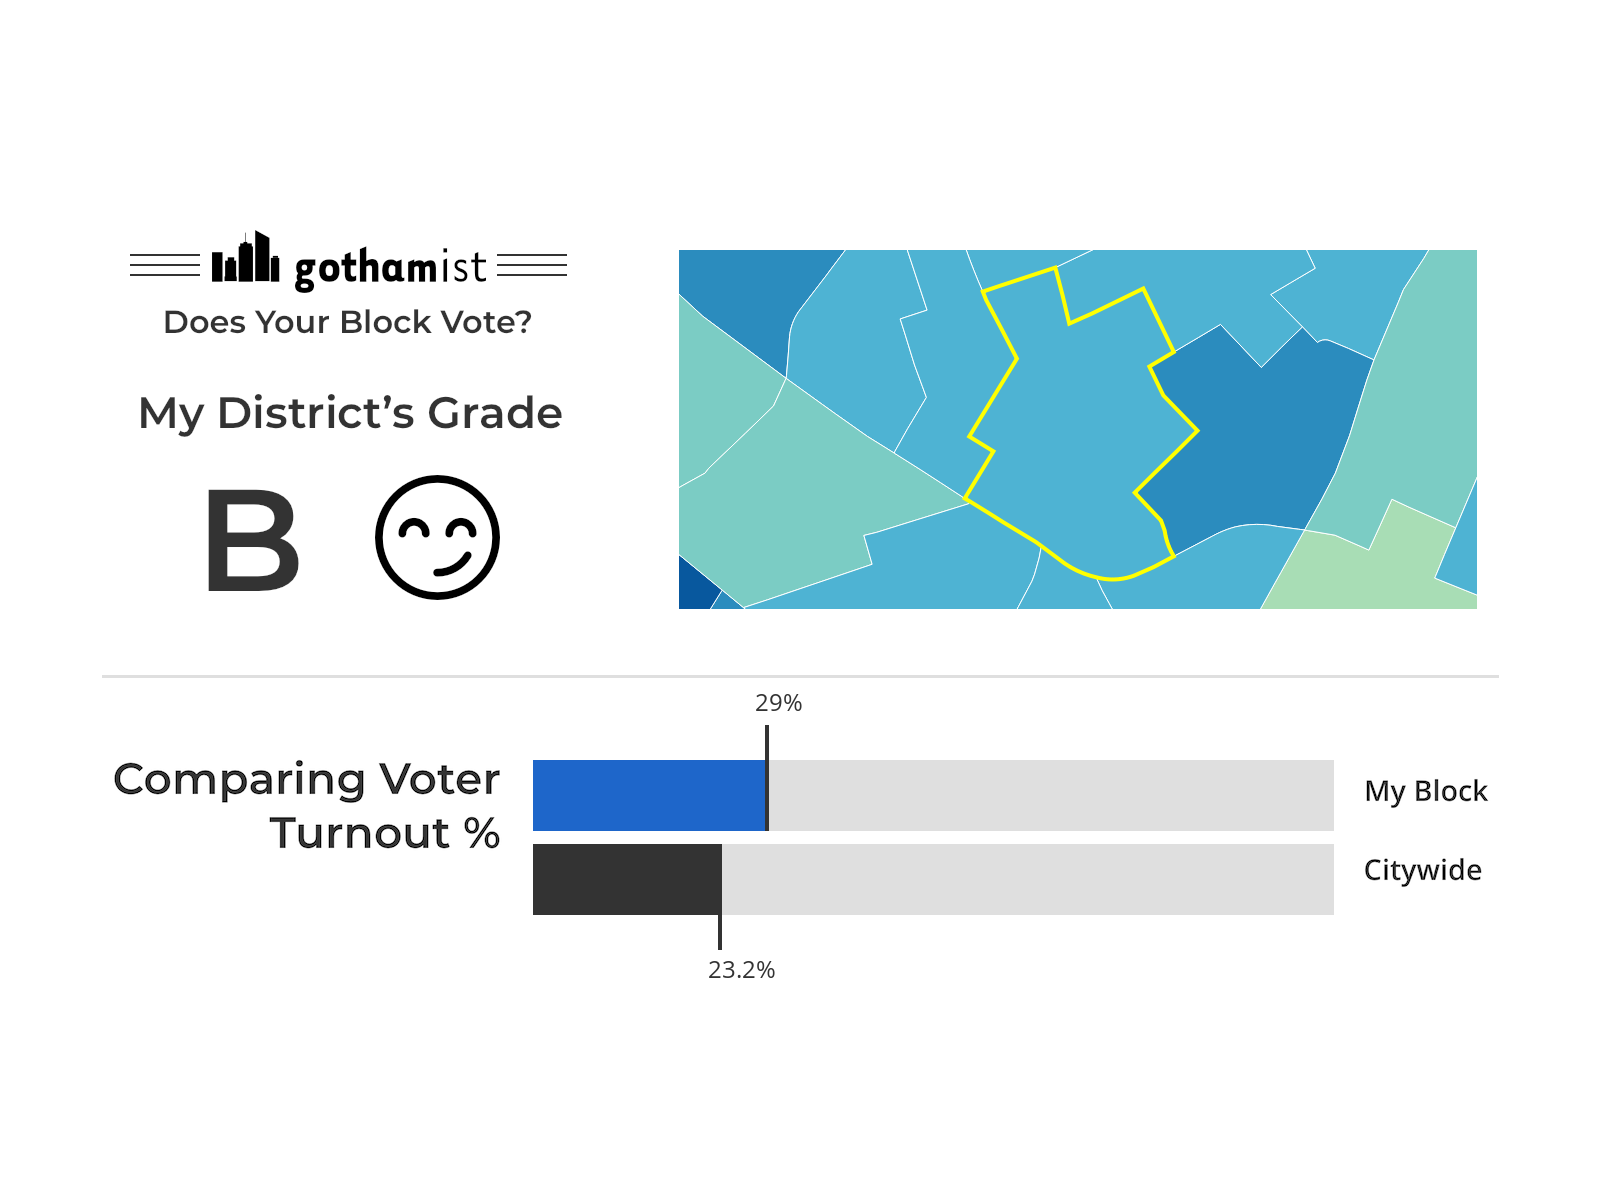 gothamist
Does Your Block Vote?
My District’s Grade
B
29%
Comparing Voter
Turnout %
My Block
Citywide
23.2%